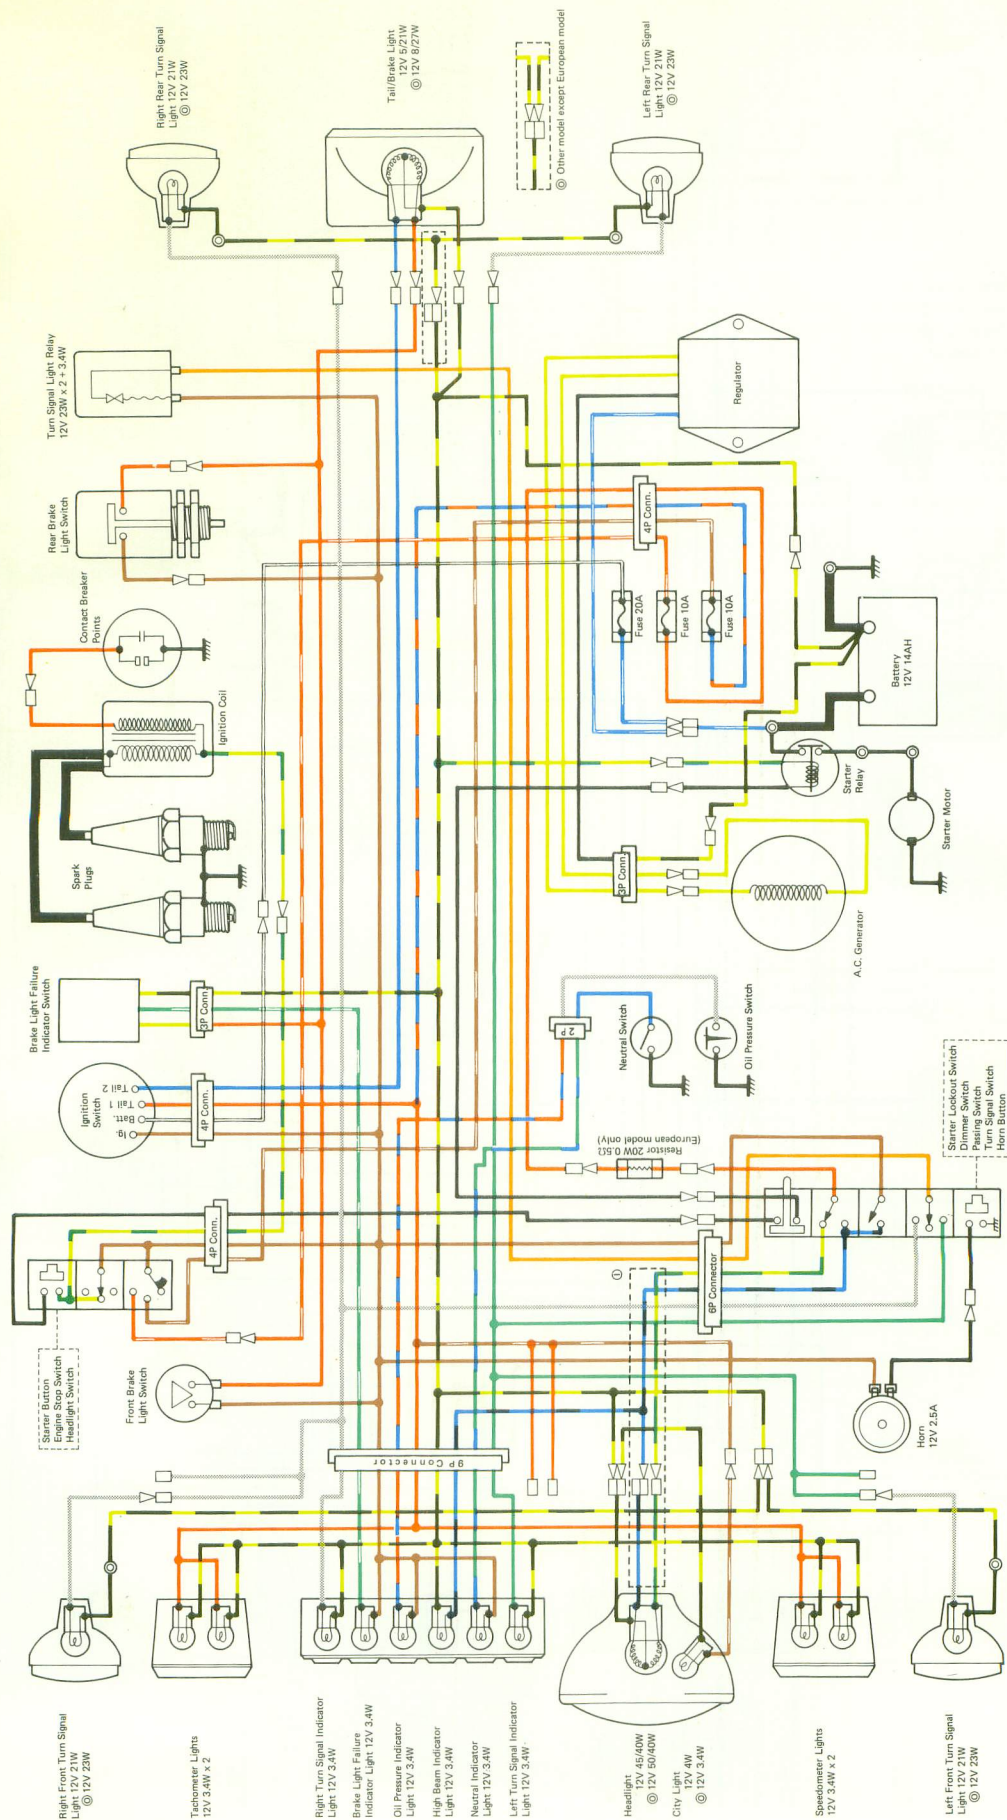 Right Rear Turn Signal
Light 12V 21W
◎ 12V 23W
Tail/Brake Light
12V 5/21W
◎ 12V 8/27W
◎ Other model except European model
Left Rear Turn Signal
Light 12V 21W
◎ 12V 23W
Turn Signal Light Relay
12V 23W x 2 + 3.4W
Rear Brake
Light Switch
Contact Breaker
Points
Ignition Coil
Spark
Plugs
Brake Light Failure
Indicator Switch
3P Conn.
Ignition
Switch
Tail 2
Tail 1
Batt.
Ig.
4P Conn.
4P Conn.
Starter Button
Engine Stop Switch
Headlight Switch
Front Brake
Light Switch
9P Connector
Regulator
4P Conn.
Fuse 20A
Fuse 10A
Fuse 10A
Battery
12V 14AH
Starter
Relay
Starter Motor
3P Conn.
A.C. Generator
2 P
Neutral Switch
Oil Pressure Switch
Resistor 20W 0.5Ω
(European model only)
Starter Lockout Switch
Dimmer Switch
Passing Switch
Turn Signal Switch
Horn Button
6P Connector
①
Horn
12V 2.5A
Right Front Turn Signal
Light 12V 21W
◎ 12V 23W
Tachometer Lights
12V 3.4W x 2
Right Turn Signal Indicator
Light 12V 3.4W
Brake Light Failure
Indicator Light 12V 3.4W
Oil Pressure Indicator
Light 12V 3.4W
High Beam Indicator
Light 12V 3.4W
Neutral Indicator
Light 12V 3.4W
Left Turn Signal Indicator
Light 12V 3.4W
Headlight
12V 45/40W
◎ 12V 50/40W
City Light
12V 4W
◎ 12V 3.4W
Speedometer Lights
12V 3.4W x 2
Left Front Turn Signal
Light 12V 21W
◎ 12V 23W